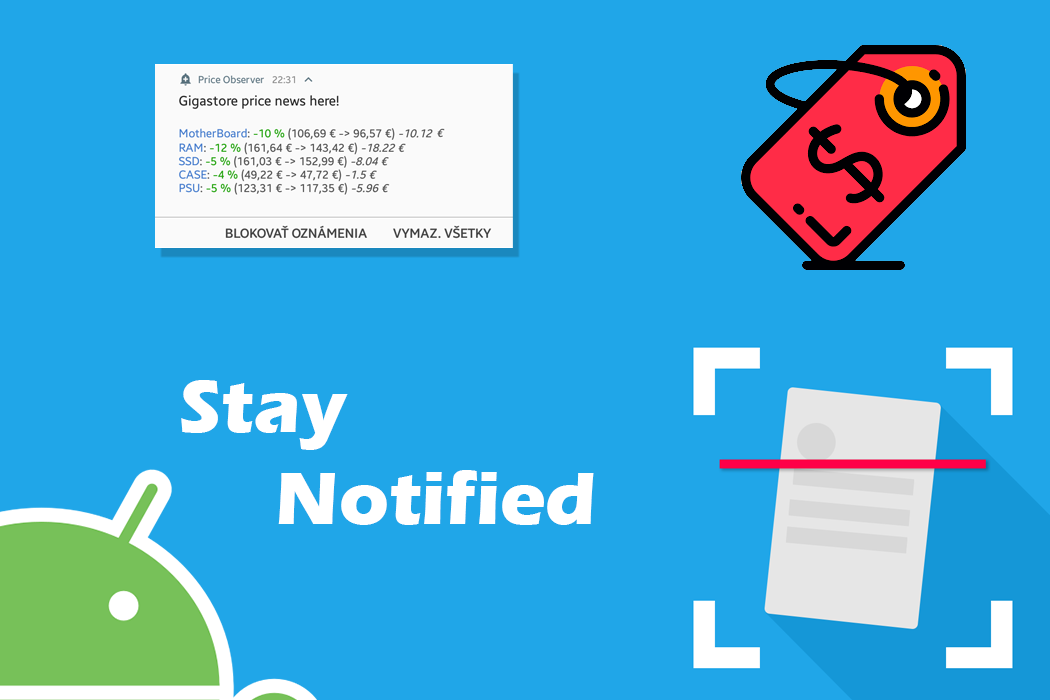 Price Observer 22:31
Gigastore price news here!
MotherBoard: -10 % (106,69 € -> 96,57 €) -10.12 €
RAM: -12 % (161,64 € -> 143,42 €) -18.22 €
SSD: -5 % (161,03 € -> 152,99 €) -8.04 €
CASE: -4 % (49,22 € -> 47,72 €) -1.5 €
PSU: -5 % (123,31 € -> 117,35 €) -5.96 €
BLOKOVAŤ OZNÁMENIA VYMAZ. VŠETKY
$
Stay
Notified